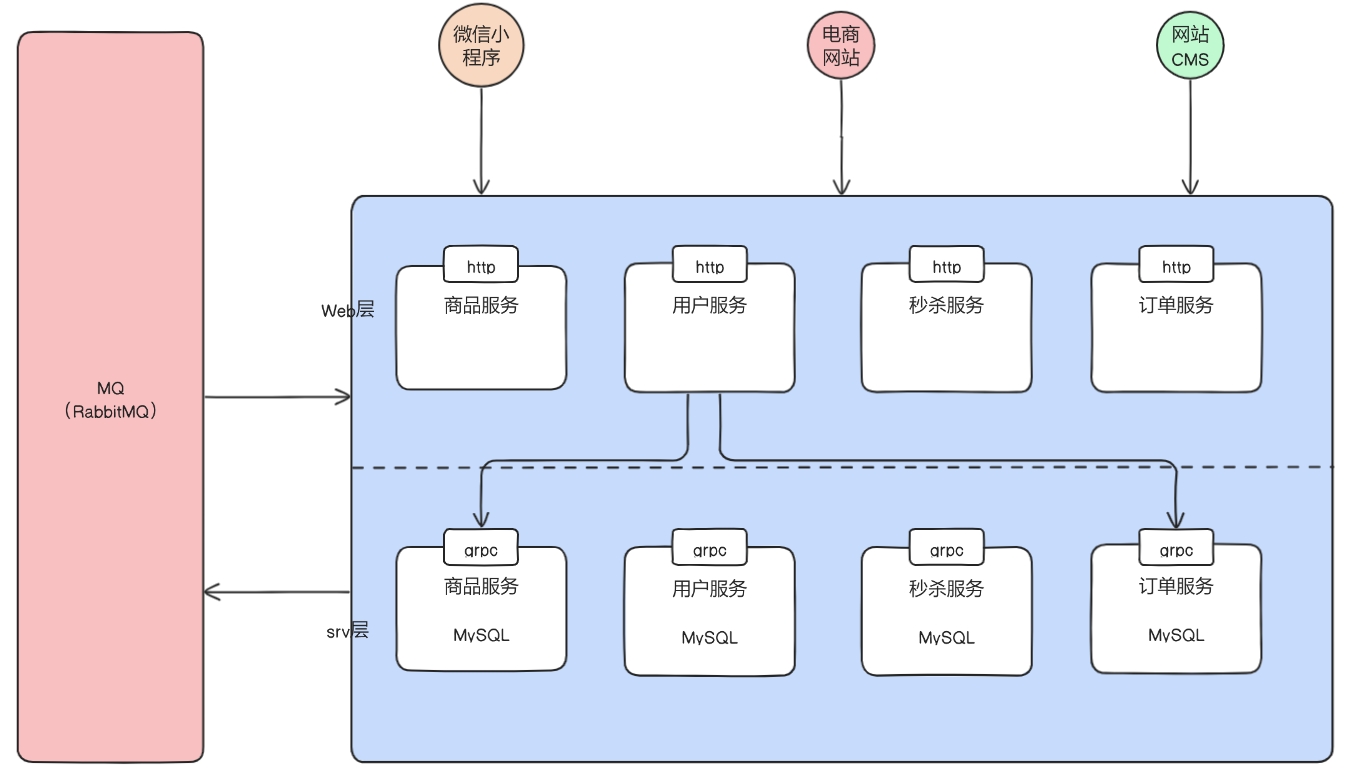 微信小
程序
电商
网站
网站
CMS
http
http
http
http
商品服务
用户服务
秒杀服务
订单服务
Web层
MQ
（RabbitMQ）
grpc
grpc
grpc
grpc
商品服务
用户服务
秒杀服务
订单服务
srv层
MySQL
MySQL
MySQL
MySQL